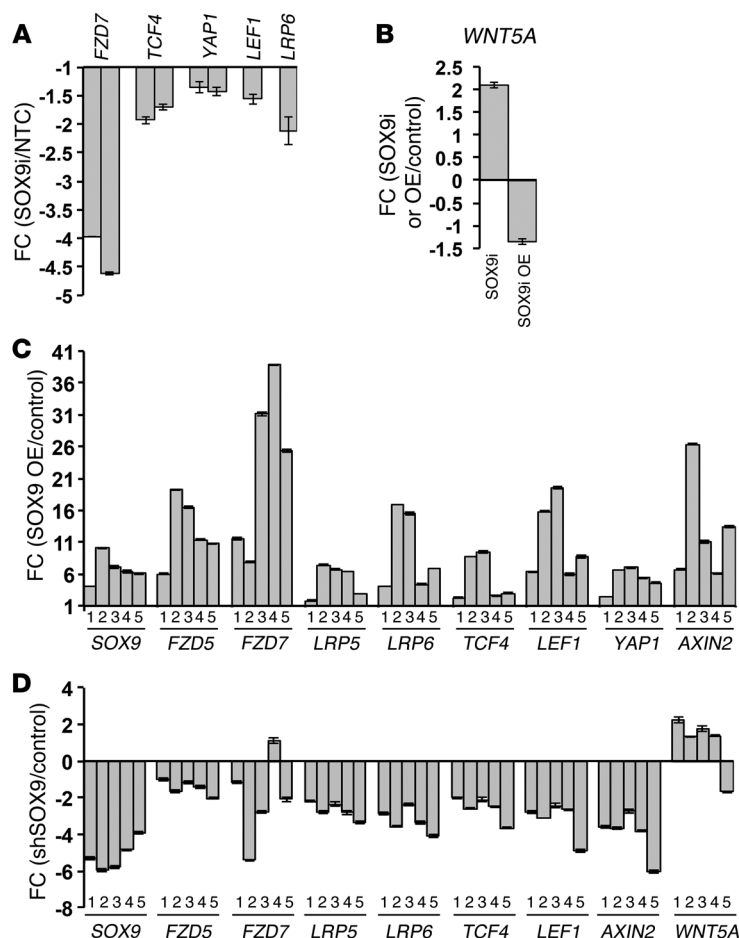 A
FZD7 TCF4 YAP1 LEF1 LRP6
FC (SOX9i/NTC)
-1
-1.5
-2
-2.5
-3
-3.5
-4
-4.5
-5
B
WNT5A
FC (SOX9i
or OE/control)
2.5
2
1.5
1
0.5
0
-0.5
-1
-1.5
SOX9i
SOX9i OE
C
FC (SOX9 OE/control)
41
36
31
26
21
16
11
6
1
1 2 3 4 5 1 2 3 4 5 1 2 3 4 5 1 2 3 4 5 1 2 3 4 5 1 2 3 4 5 1 2 3 4 5 1 2 3 4 5 1 2 3 4 5
SOX9 FZD5 FZD7 LRP5 LRP6 TCF4 LEF1 YAP1 AXIN2
D
FC (shSOX9/control)
4
2
0
-2
-4
-6
-8
1 2 3 4 5 1 2 3 4 5 1 2 3 4 5 1 2 3 4 5 1 2 3 4 5 1 2 3 4 5 1 2 3 4 5 1 2 3 4 5 1 2 3 4 5
SOX9 FZD5 FZD7 LRP5 LRP6 TCF4 LEF1 AXIN2 WNT5A